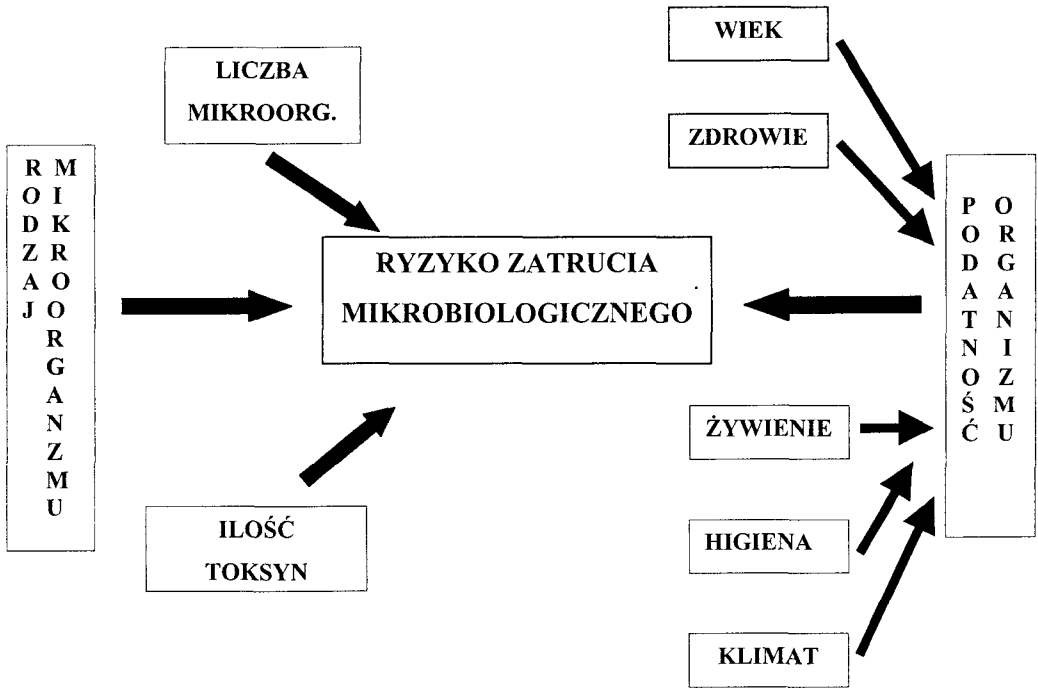 WIEK
LICZBA
MIKROORG.
ZDROWIE
RODZAJ
MIKROORGANZMU
RYZYKO ZATRUCIA
MIKROBIOLOGICZNEGO
PODATNOŚĆ
ORGANIZMU
ŻYWIENIE
ILOŚĆ
TOKSYN
HIGIENA
KLIMAT